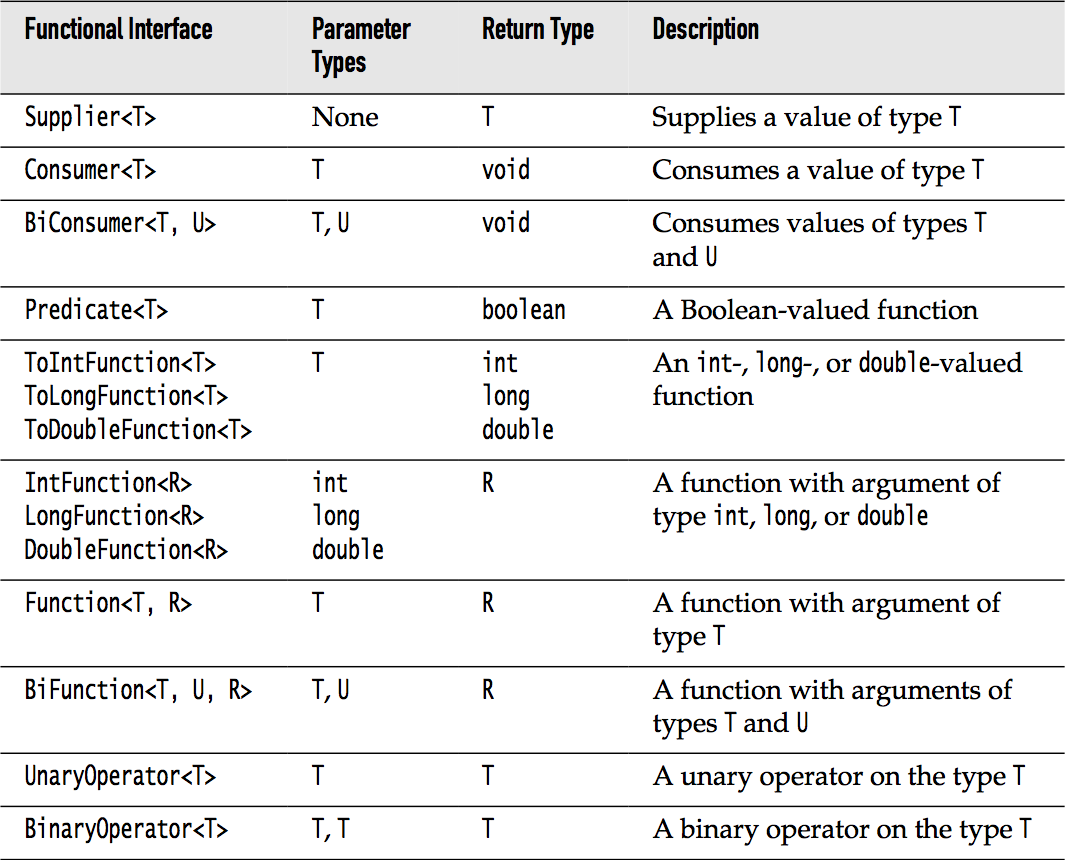 Functional Interface Parameter Types Return Type Description
Supplier<T> None T Supplies a value of type T
Consumer<T> T void Consumes a value of type T
BiConsumer<T, U> T, U void Consumes values of types T
and U
Predicate<T> T boolean A Boolean-valued function
ToIntFunction<T> T int An int-, long-, or double-valued
ToLongFunction<T> long function
ToDoubleFunction<T> double
IntFunction<R> int R A function with argument of
LongFunction<R> long type int, long, or double
DoubleFunction<R> double
Function<T, R> T R A function with argument of
type T
BiFunction<T, U, R> T, U R A function with arguments of
types T and U
UnaryOperator<T> T T A unary operator on the type T
BinaryOperator<T> T, T T A binary operator on the type T